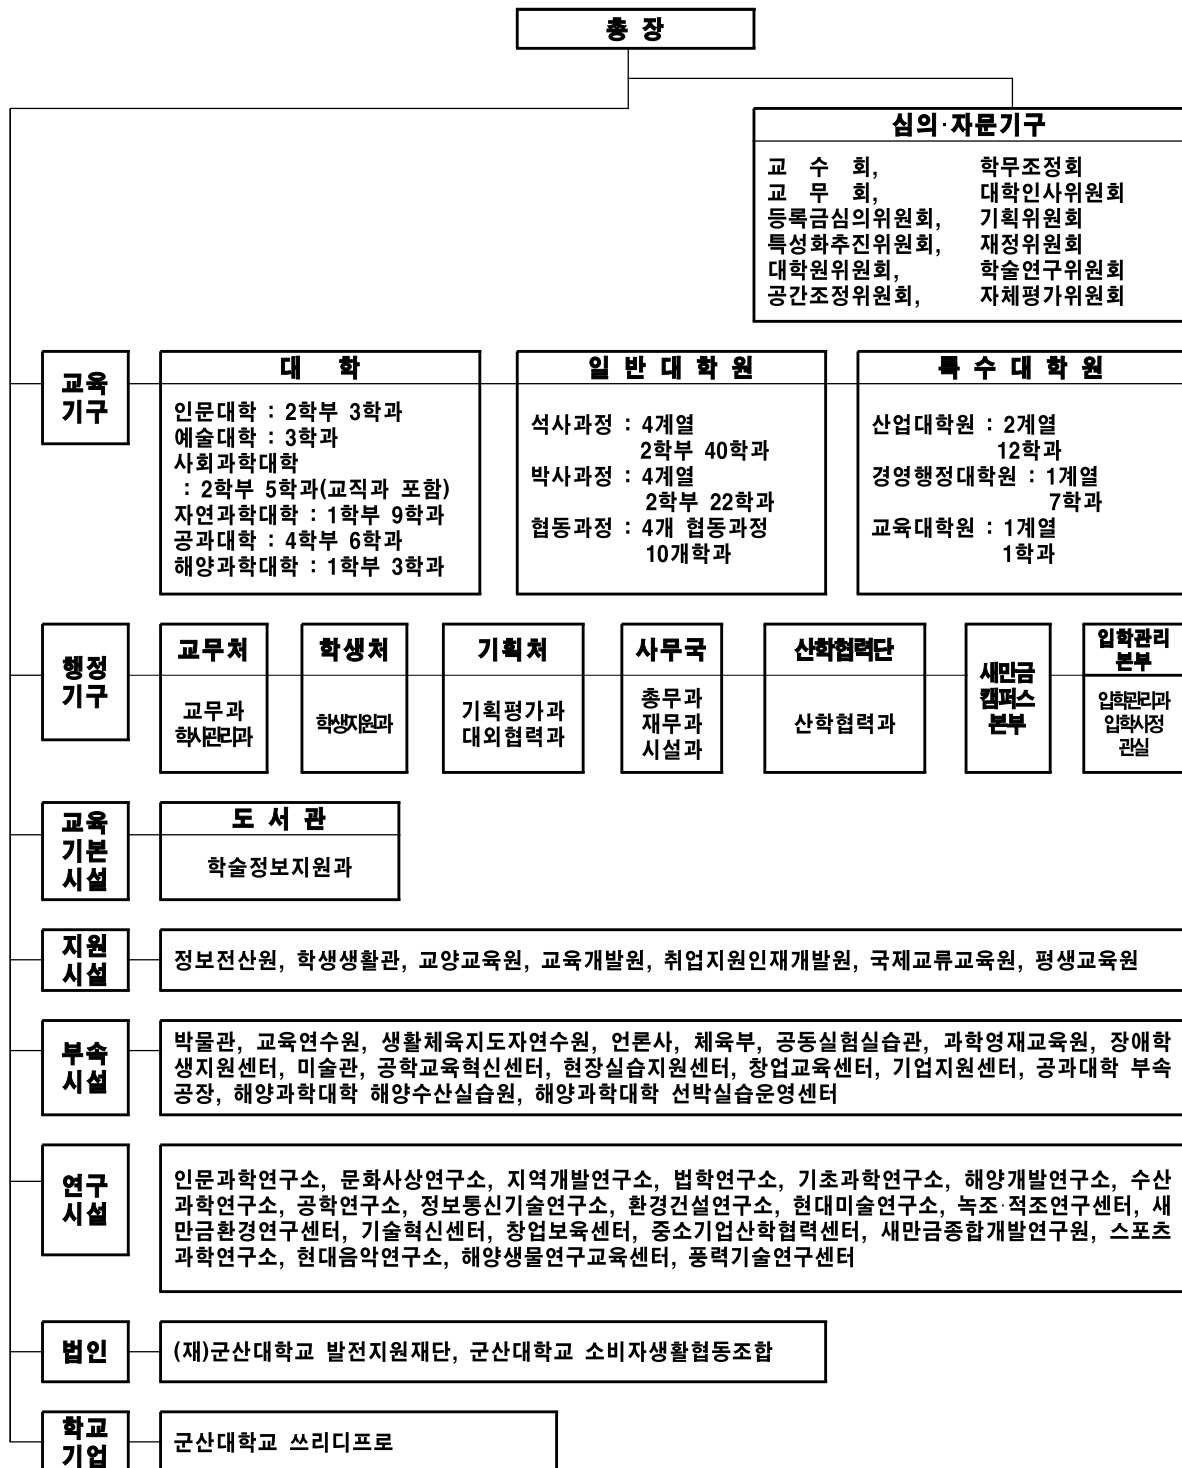 총 장
심의·자문기구
교 수 회, 학무조정회
교 무 회, 대학인사위원회
등록금심의위원회, 기획위원회
특성화추진위원회, 재정위원회
대학원위원회, 학술연구위원회
공간조정위원회, 자체평가위원회
교육
기구
대 학
인문대학 : 2학부 3학과
예술대학 : 3학과
사회과학대학
: 2학부 5학과(교직과 포함)
자연과학대학 : 1학부 9학과
공과대학 : 4학부 6학과
해양과학대학 : 1학부 3학과
일 반 대 학 원
석사과정 : 4계열
2학부 40학과
박사과정 : 4계열
2학부 22학과
협동과정 : 4개 협동과정
10개학과
특 수 대 학 원
산업대학원 : 2계열
12학과
경영행정대학원 : 1계열
7학과
교육대학원 : 1계열
1학과
행정
기구
교무처
교무과
학사관리과
학생처
학생지원과
기획처
기획평가과
대외협력과
사무국
총무과
재무과
시설과
산학협력단
산학협력과
새만금
캠퍼스
본부
입학관리
본부
입학관리과
입학사정
관실
교육
기본
시설
도 서 관
학술정보지원과
지원
시설
정보전산원, 학생생활관, 교양교육원, 교육개발원, 취업지원인재개발원, 국제교류교육원, 평생교육원
부속
시설
박물관, 교육연수원, 생활체육지도자연수원, 언론사, 체육부, 공동실험실습관, 과학영재교육원, 장애학
생지원센터, 미술관, 공학교육혁신센터, 현장실습지원센터, 창업교육센터, 기업지원센터, 공과대학 부속
공장, 해양과학대학 해양수산실습원, 해양과학대학 선박실습운영센터
연구
시설
인문과학연구소, 문화사상연구소, 지역개발연구소, 법학연구소, 기초과학연구소, 해양개발연구소, 수산
과학연구소, 공학연구소, 정보통신기술연구소, 환경건설연구소, 현대미술연구소, 녹조·적조연구센터, 새
만금환경연구센터, 기술혁신센터, 창업보육센터, 중소기업산학협력센터, 새만금종합개발연구원, 스포츠
과학연구소, 현대음악연구소, 해양생물연구교육센터, 풍력기술연구센터
법인
(재)군산대학교 발전지원재단, 군산대학교 소비자생활협동조합
학교
기업
군산대학교 쓰리디프로